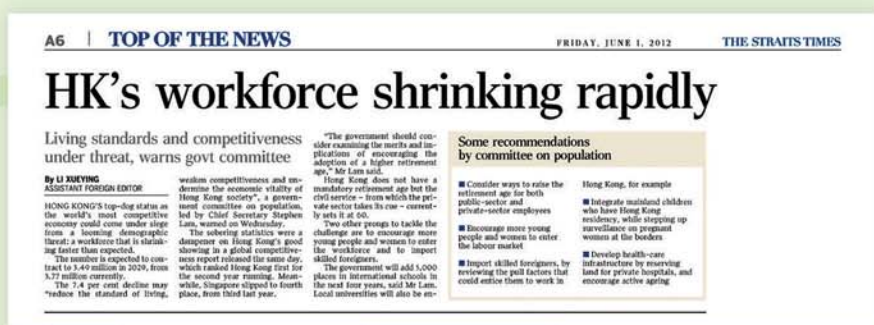 A6 | TOP OF THE NEWS
FRIDAY, JUNE 1, 2012
THE STRAITS TIMES
HK's workforce shrinking rapidly
Living standards and competitiveness
under threat, warns govt committee
By LI XUEYING
ASSISTANT FOREIGN EDITOR
HONG KONG'S top-dog status as
the world's most competitive
economy could come under siege
from a looming demographic
threat: a workforce that is shrink-
ing faster than expected.
The number is expected to con-
tract to 3.49 million in 2029, from
3.77 million currently.
The 7.4 per cent decline may
"reduce the standard of living,
weaken competitiveness and un-
dermine the economic vitality of
Hong Kong society", a govern-
ment committee on population,
led by Chief Secretary Stephen
Lam, warned on Wednesday.
The sobering statistics were a
dampener on Hong Kong's good
showing in a global competitive-
ness report released the same day,
which ranked Hong Kong first for
the second year running. Mean-
while, Singapore slipped to fourth
place, from third last year.
"The government should con-
sider examining the merits and im-
plications of encouraging the
adoption of a higher retirement
age," Mr Lam said.
Hong Kong does not have a
mandatory retirement age but the
civil service – from which the pri-
vate sector takes its cue – current-
ly sets it at 60.
Two other prongs to tackle the
challenge are to encourage more
young people and women to enter
the workforce and to import
skilled foreigners.
The government will add 5,000
places in international schools in
the next four years, said Mr Lam.
Local universities will also be en-
Some recommendations
by committee on population
■ Consider ways to raise the
retirement age for both
public-sector and
private-sector employees
■ Encourage more young
people and women to enter
the labour market
■ Import skilled foreigners, by
reviewing the pull factors that
could entice them to work in
Hong Kong, for example
■ Integrate mainland children
who have Hong Kong
residency, while stepping up
surveillance on pregnant
women at the borders
■ Develop health-care
infrastructure by reserving
land for private hospitals, and
encourage active ageing